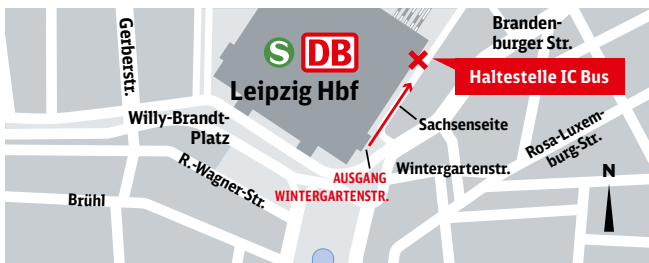 Gerberstr.
Branden-
burger Str.
S
DB
Leipzig Hbf
Haltestelle IC Bus
Willy-Brandt-
Platz
Sachsenseite
Rosa-Luxem-
burg-Str.
R.-Wagner-Str.
Wintergartenstr.
AUSGANG
WINTERGARTENSTR.
N
Brühl